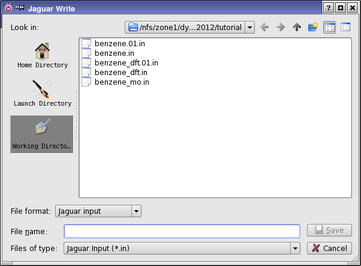 Jaguar Write
Look in: /nfs/zone1/dy...2012/tutorial
benzene.01.in
benzene.in
benzene_dft.01.in
benzene_dft.in
benzene_mo.in
Home Directory
Launch Directory
Working Directo...
File format: Jaguar input
File name: Save
Files of type: Jaguar Input (*.in) Cancel